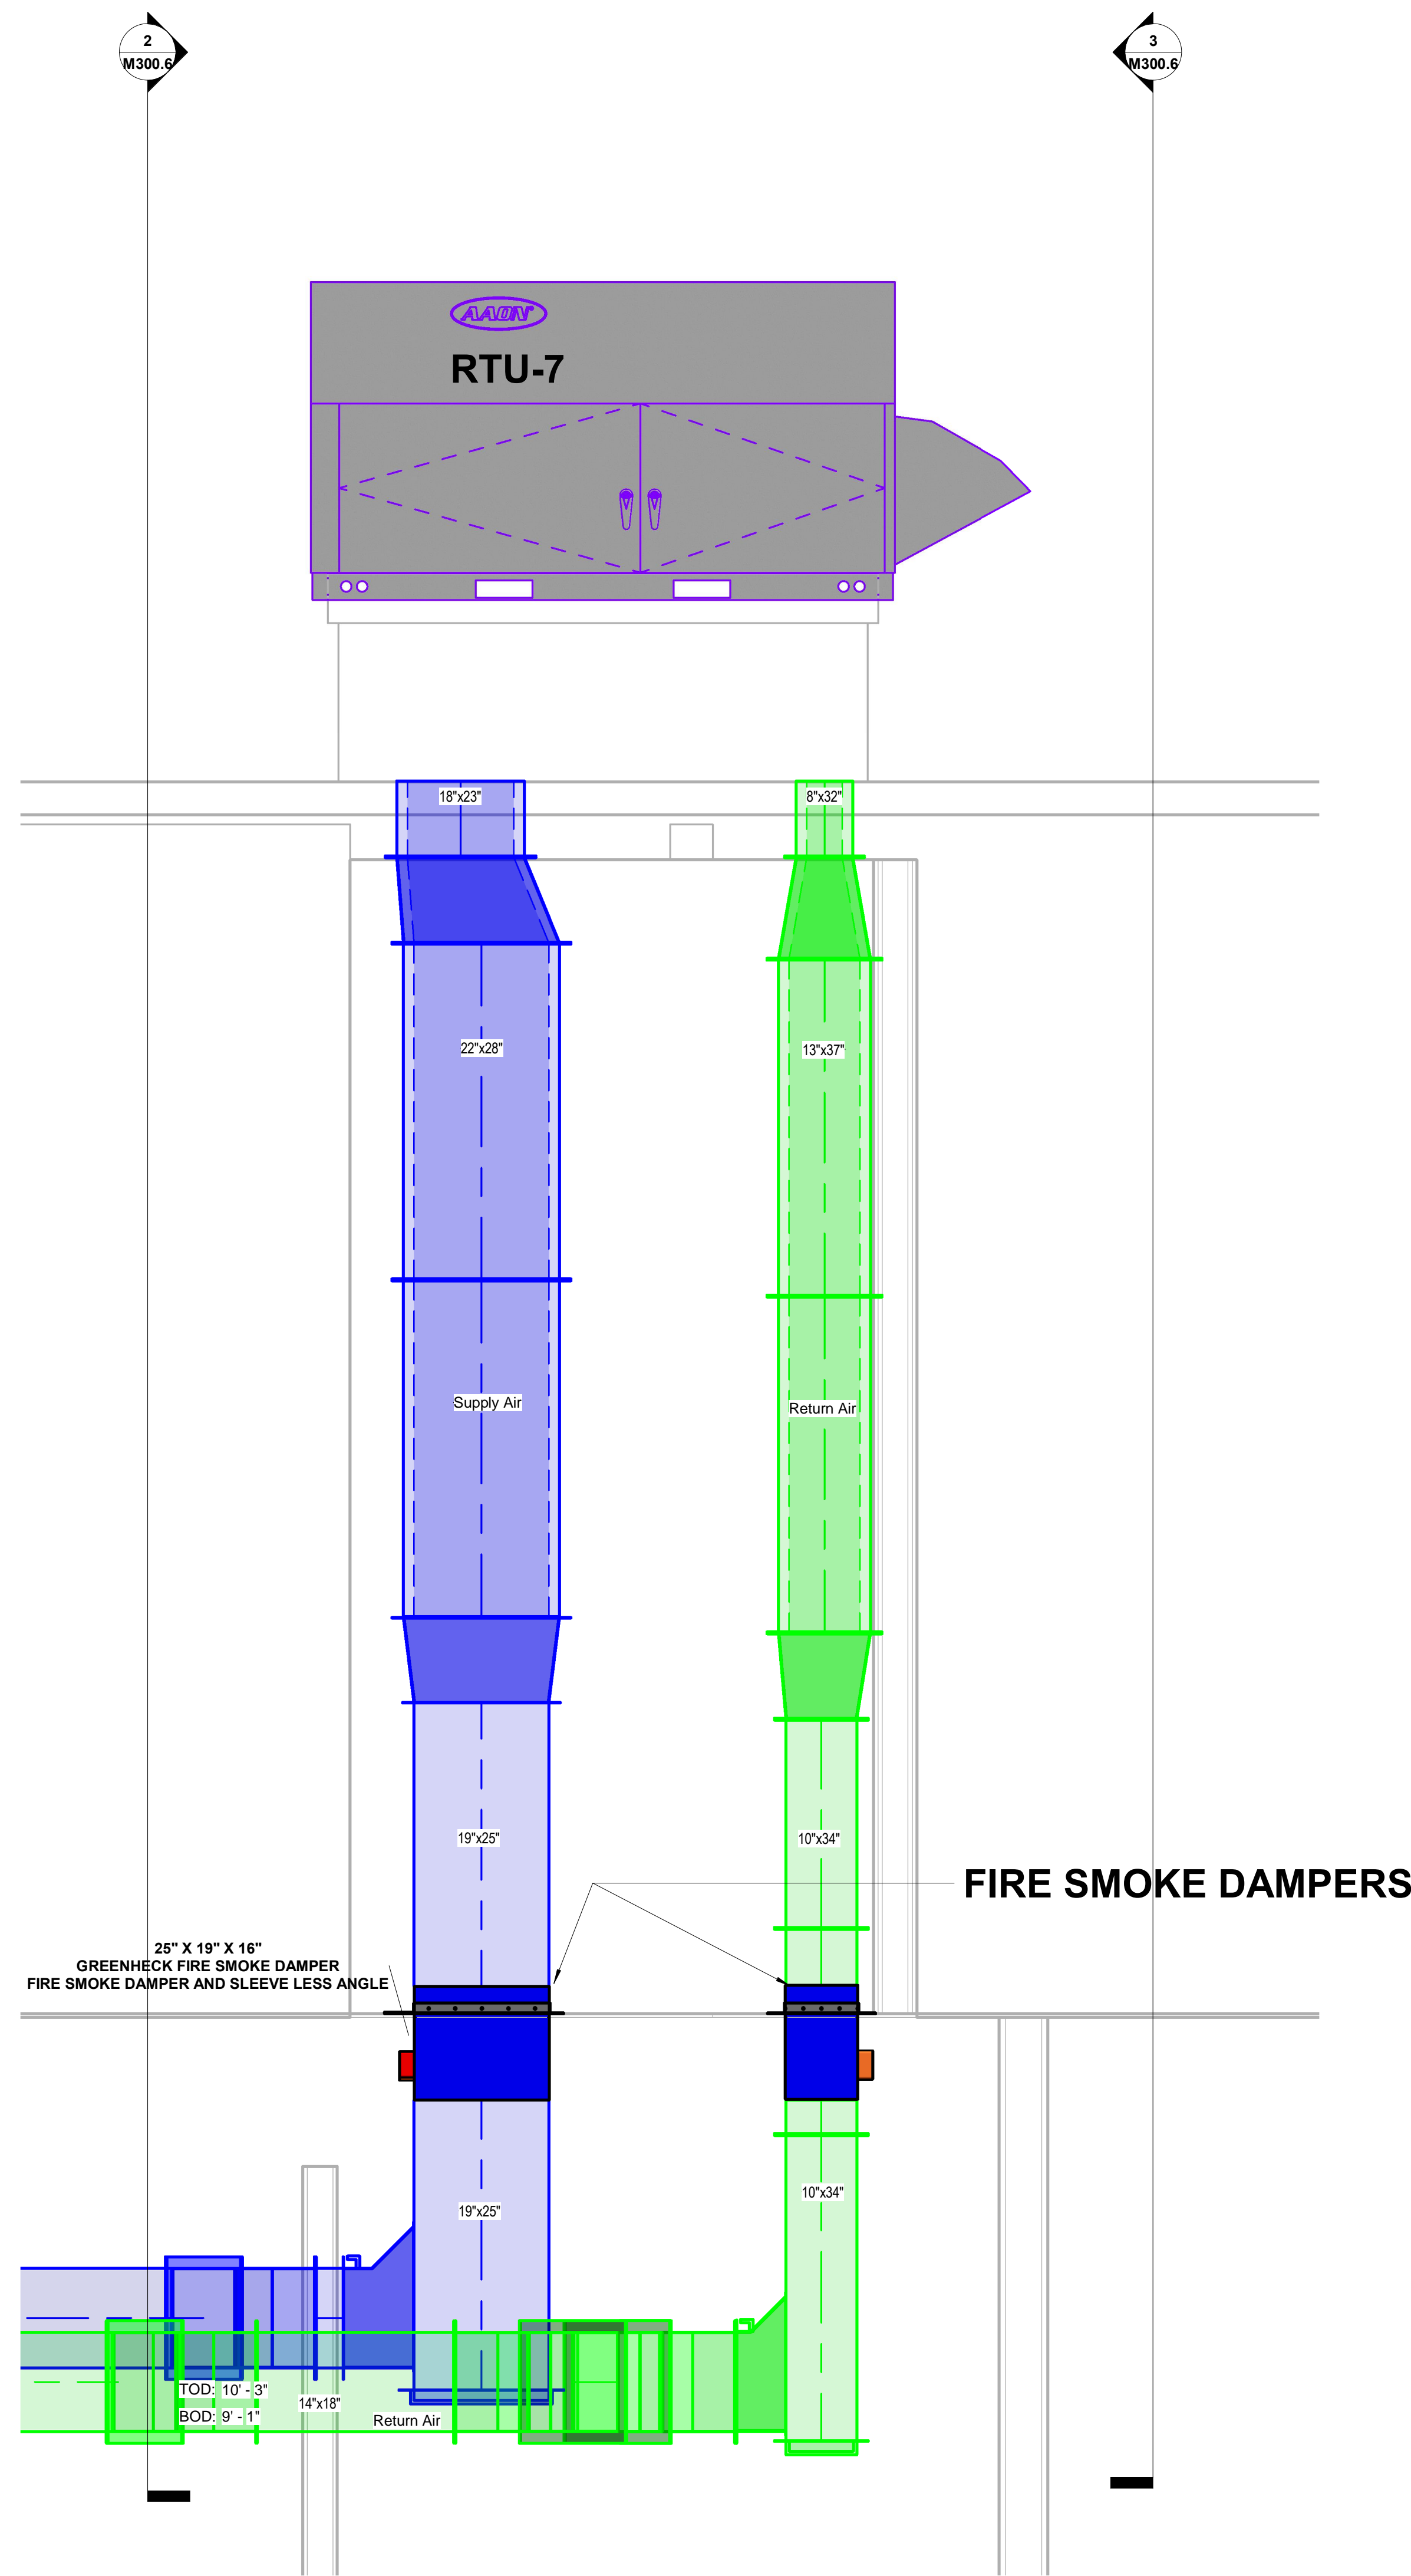 2
M300.6
3
M300.6
AAON
RTU-7
18"x23"
8"x32"
22"x28"
13"x37"
Supply Air
Return Air
19"x25"
10"x34"
FIRE SMOKE DAMPERS
25" X 19" X 16"
GREENHECK FIRE SMOKE DAMPER
FIRE SMOKE DAMPER AND SLEEVE LESS ANGLE
10"x34"
19"x25"
TOD: 10' - 3"
14"x18"
BOD: 9' - 1"
Return Air